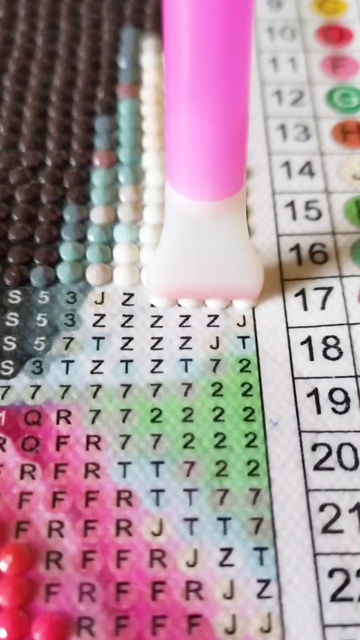 9
10
11 F
12 G
13 H
14
15
16
17
18
19
20
21
22
S 5 3 J Z
S 5 3 Z Z Z Z Z J
S 5 7 T Z Z Z J T
S 3 T Z T Z T 7 2
7 7 7 7 7 7 7 2 2
Q R 7 7 2 2 2 2
R Q F R 7 7 2 2 2
F R F R T T 7 2 2
F F F F R T T 7 7
F R F R J T T 7
R F F R J Z T
R F F F R J Z
R F F F J J